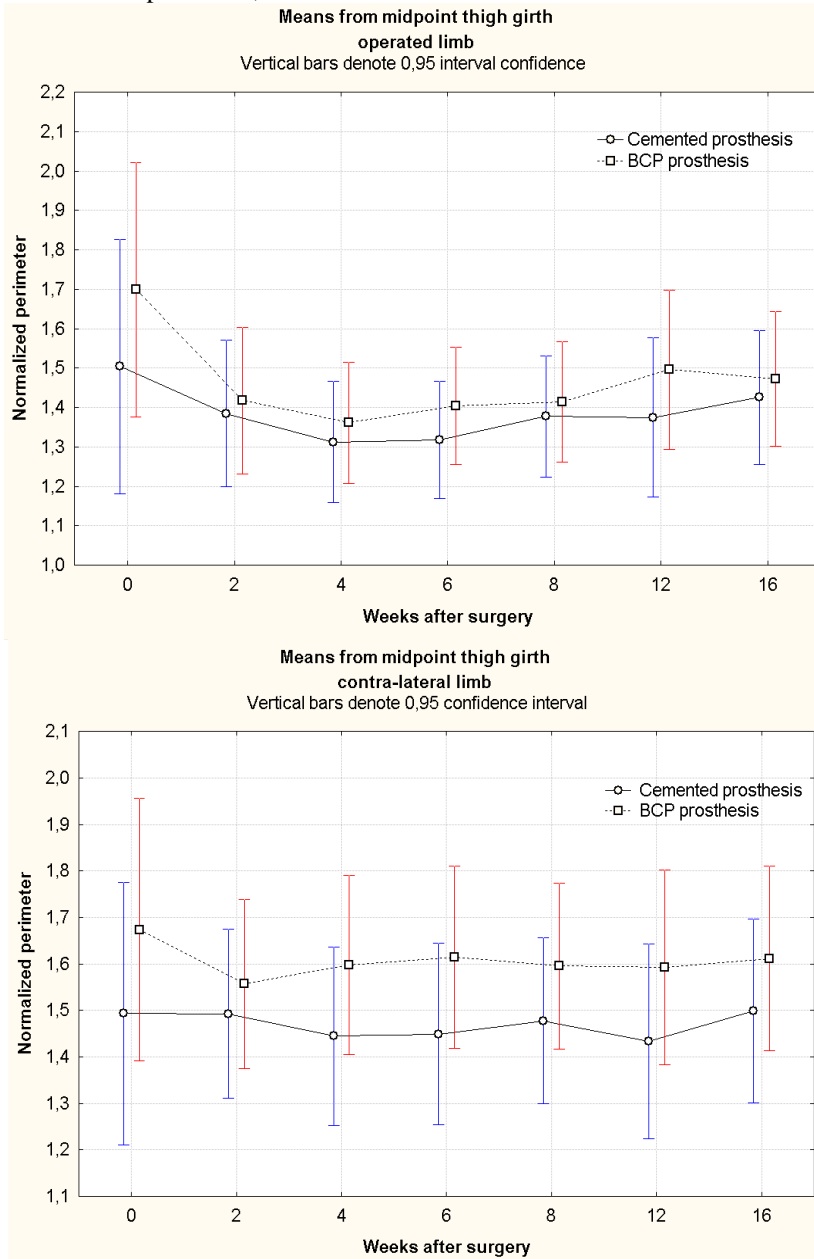 Means from midpoint thigh girth
operated limb
Vertical bars denote 0,95 interval confidence
2,2
2,1
2,0
1,9
1,8
1,7
1,6
1,5
1,4
1,3
1,2
1,1
1,0
Normalized perimeter
Cemented prosthesis
BCP prosthesis
0 2 4 6 8 12 16
Weeks after surgery
Means from midpoint thigh girth
contra-lateral limb
Vertical bars denote 0,95 confidence interval
2,1
2,0
1,9
1,8
1,7
1,6
1,5
1,4
1,3
1,2
1,1
Normalized perimeter
Cemented prosthesis
BCP prosthesis
0 2 4 6 8 12 16
Weeks after surgery